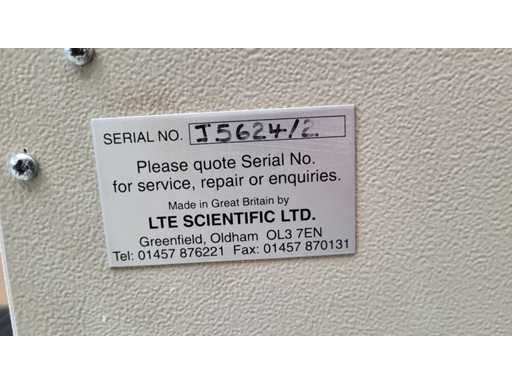 SERIAL NO. J5624/2
Please quote Serial No.
for service, repair or enquiries.
Made in Great Britain by
LTE SCIENTIFIC LTD.
Greenfield, Oldham OL3 7EN
Tel: 01457 876221 Fax: 01457 870131